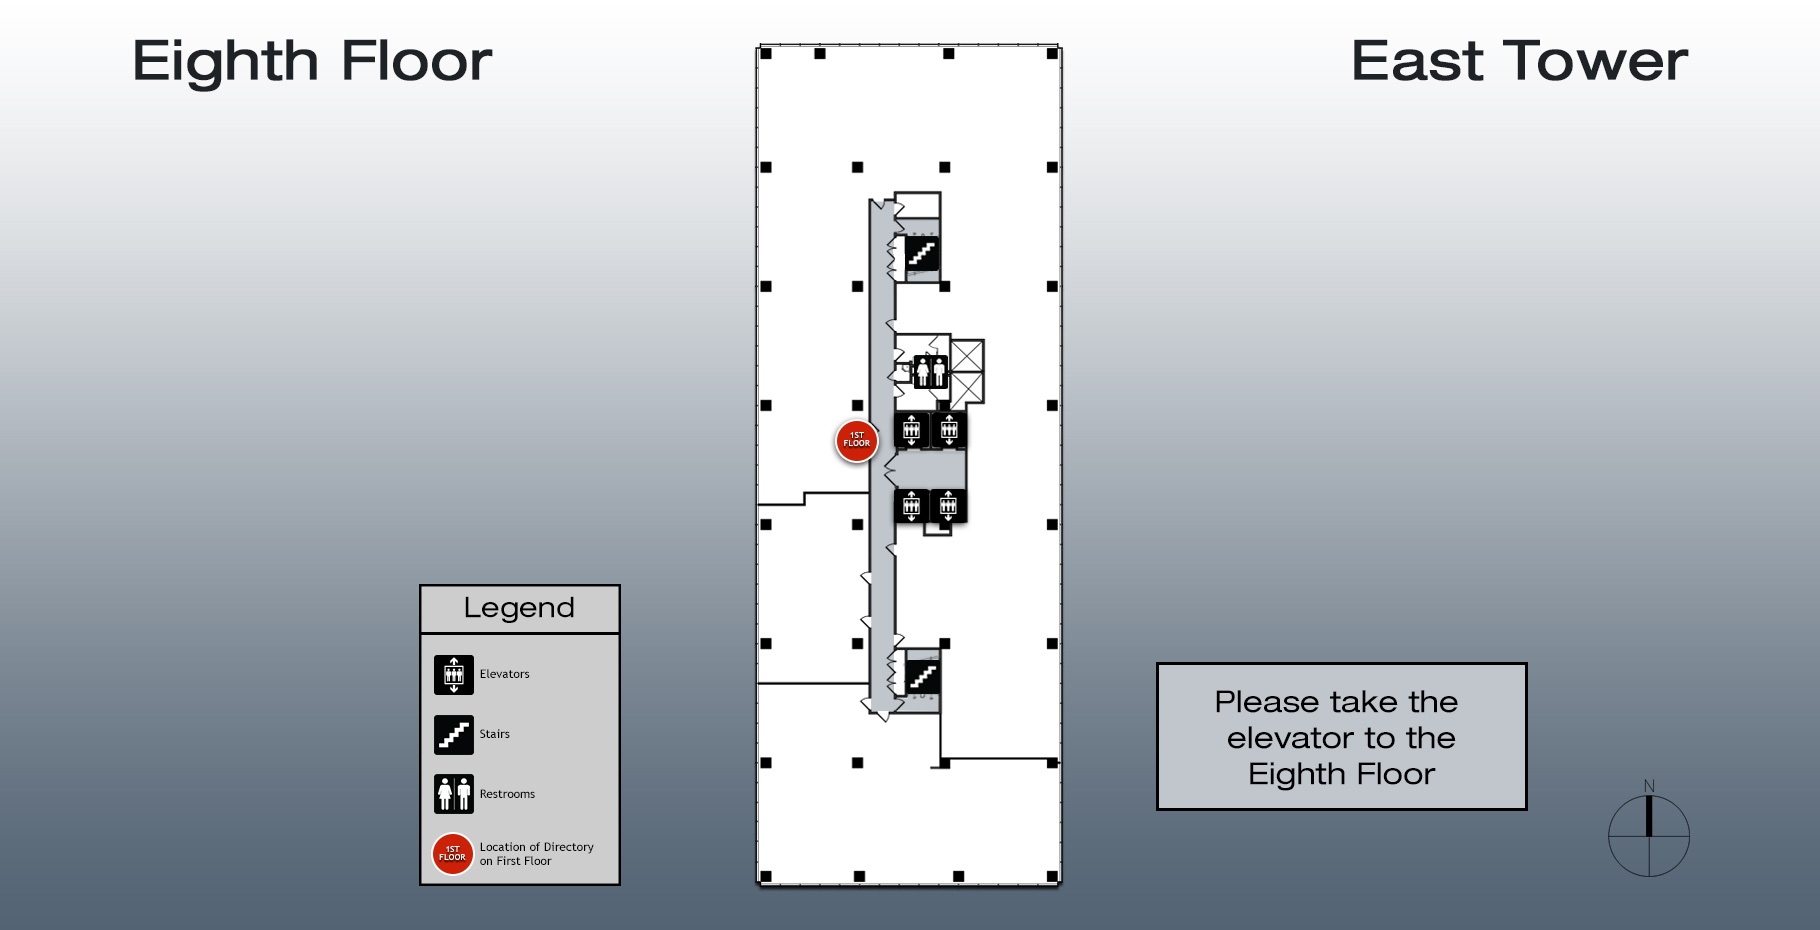 Eighth Floor
East Tower
1ST
FLOOR
Legend
Elevators
Stairs
Restrooms
1ST
FLOOR
Location of Directory
on First Floor
Please take the
elevator to the
Eighth Floor
N